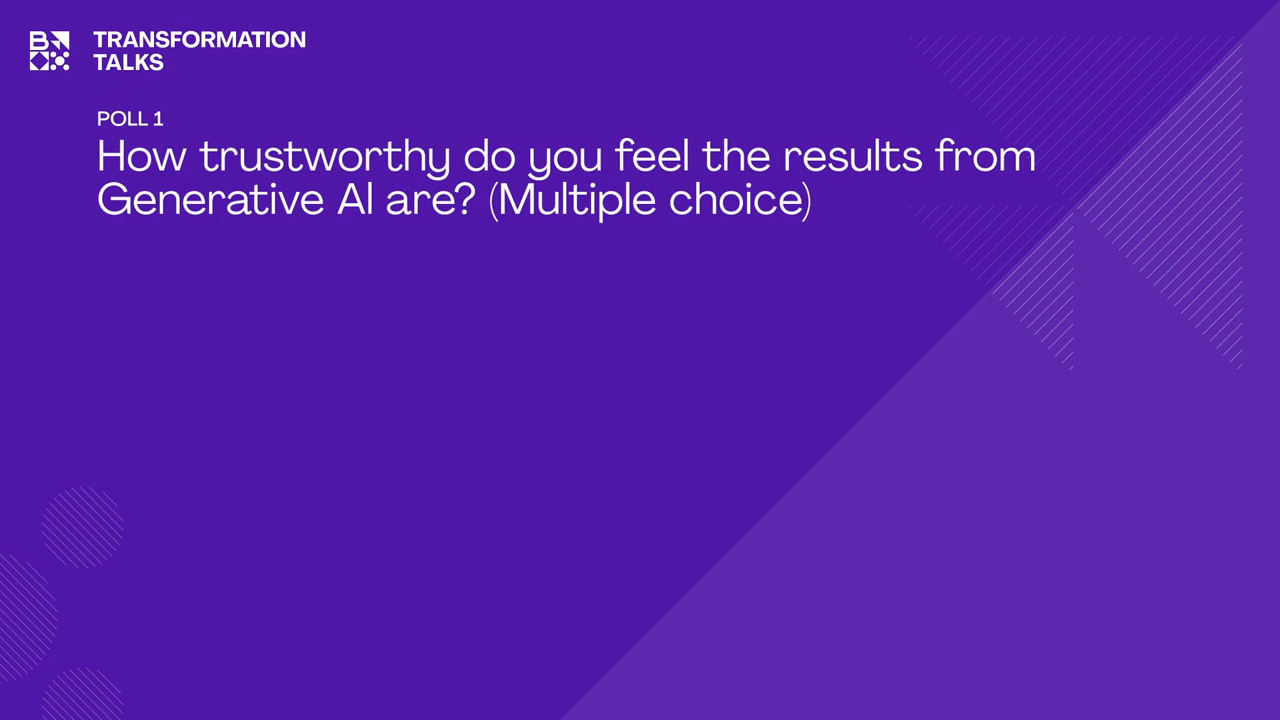 B
TRANSFORMATION
TALKS
POLL 1
How trustworthy do you feel the results from
Generative AI are? (Multiple choice)